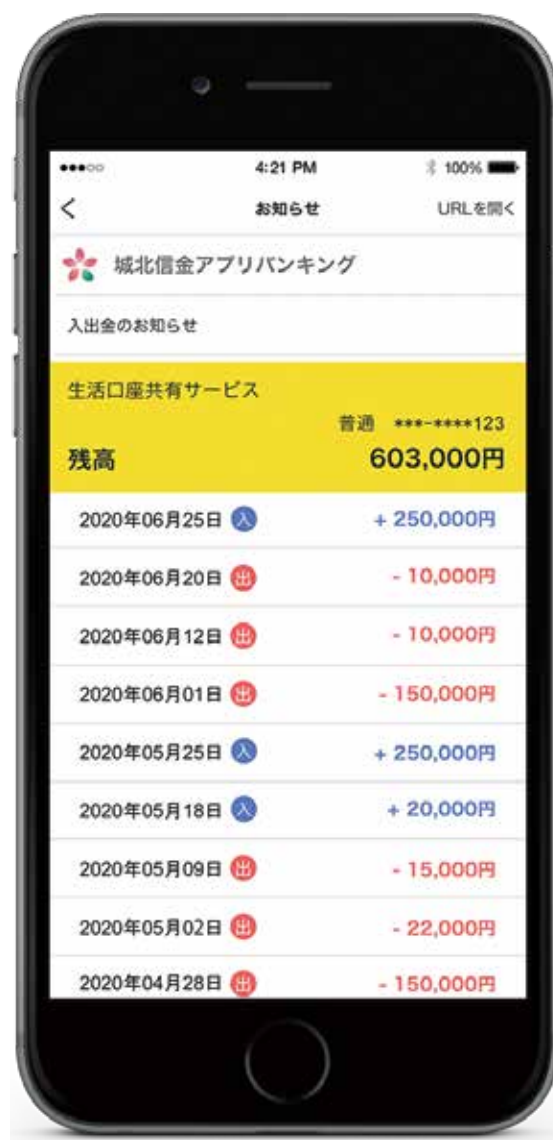 4:21 PM 100%
< お知らせ URLを開く
城北信金アプリバンキング
入出金のお知らせ
生活口座共有サービス
普通 ***-****123
残高 603,000円
2020年06月25日 入 + 250,000円
2020年06月20日 出 - 10,000円
2020年06月12日 出 - 10,000円
2020年06月01日 出 - 150,000円
2020年05月25日 入 + 250,000円
2020年05月18日 入 + 20,000円
2020年05月09日 出 - 15,000円
2020年05月02日 出 - 22,000円
2020年04月28日 出 - 150,000円